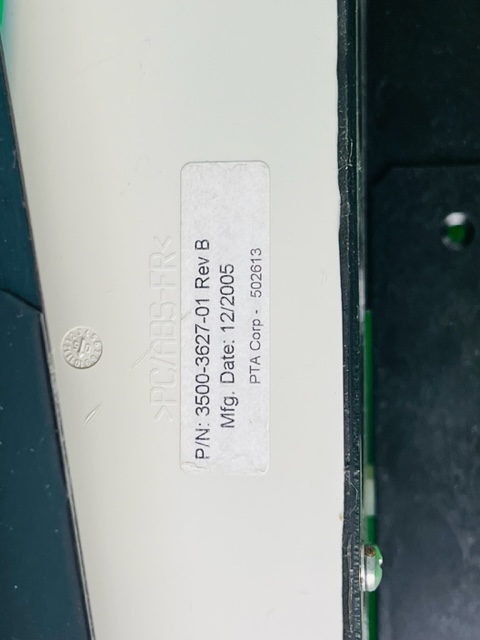 P/N: 3500-3627-01 Rev B
Mfg. Date: 12/2005
PTA Corp - 502613
>PC/ABS-FR<